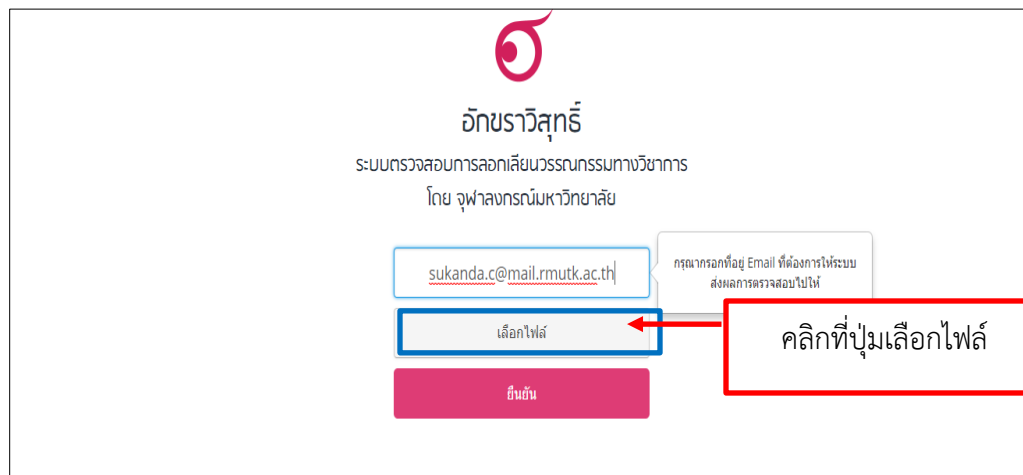 อักขราวิสุทธิ์
ระบบตรวจสอบการลอกเลียนวรรณกรรมทางวิชาการ
โดย จุฬาลงกรณ์มหาวิทยาลัย
sukanda.c@mail.rmutk.ac.th
กรุณากรอกที่อยู่ Email ที่ต้องการให้ระบบ
ส่งผลการตรวจสอบไปให้
เลือกไฟล์
คลิกที่ปุ่มเลือกไฟล์
ยืนยัน